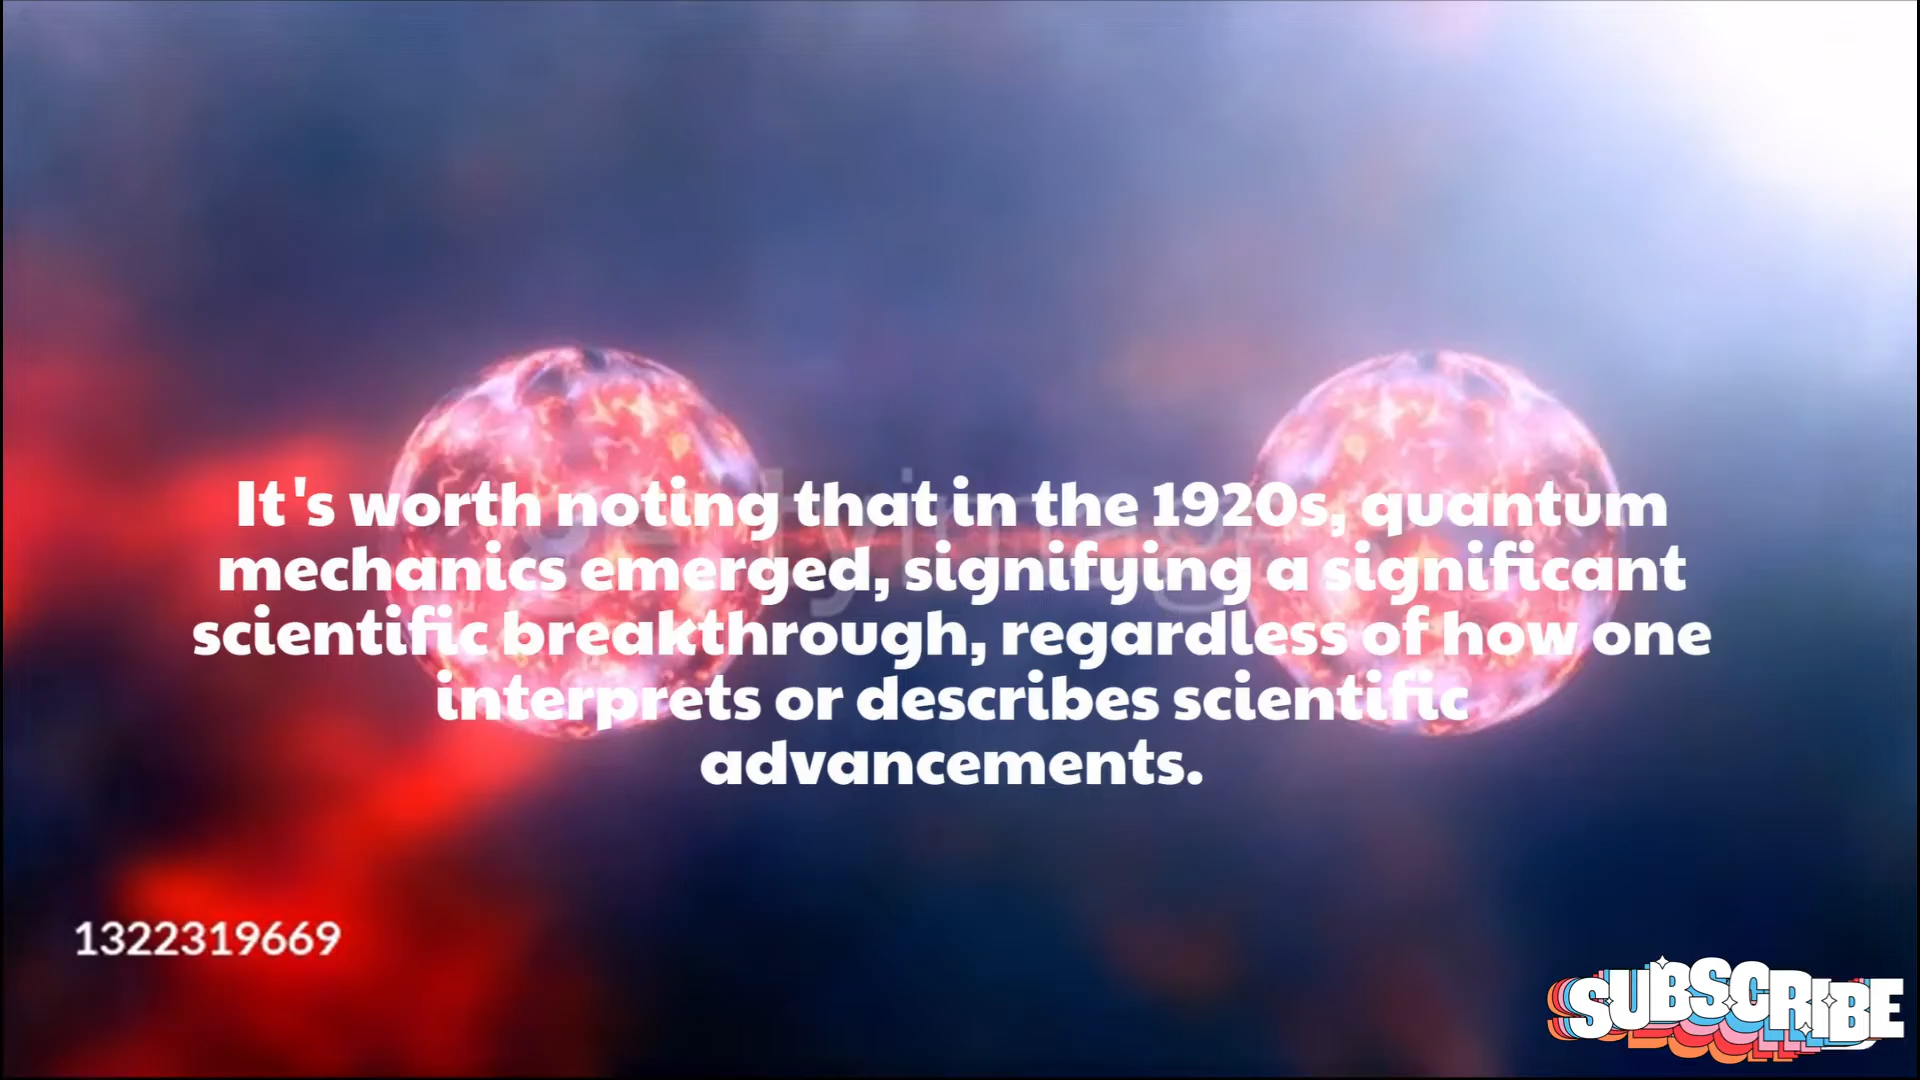 It's worth noting that in the 1920s, quantum
mechanics emerged, signifying a significant
scientific breakthrough, regardless of how one
interprets or describes scientific
advancements.
gettyimages
1322319669
SUBSCRIBE